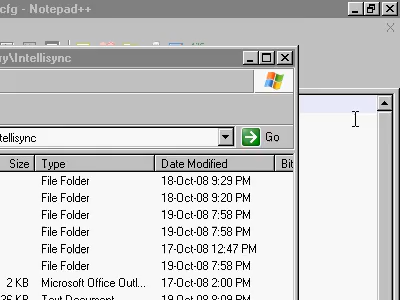 cfg - Notepad++
ry\Intellisync
tellisync
Go
Size Type Date Modified Bit
File Folder 18-Oct-08 9:29 PM
File Folder 18-Oct-08 9:20 PM
File Folder 19-Oct-08 7:58 PM
File Folder 19-Oct-08 7:58 PM
File Folder 17-Oct-08 12:47 PM
File Folder 19-Oct-08 7:58 PM
2 KB Microsoft Office Outl... 17-Oct-08 2:00 PM
36 KB Text Document 19-Oct-08 8:09 PM